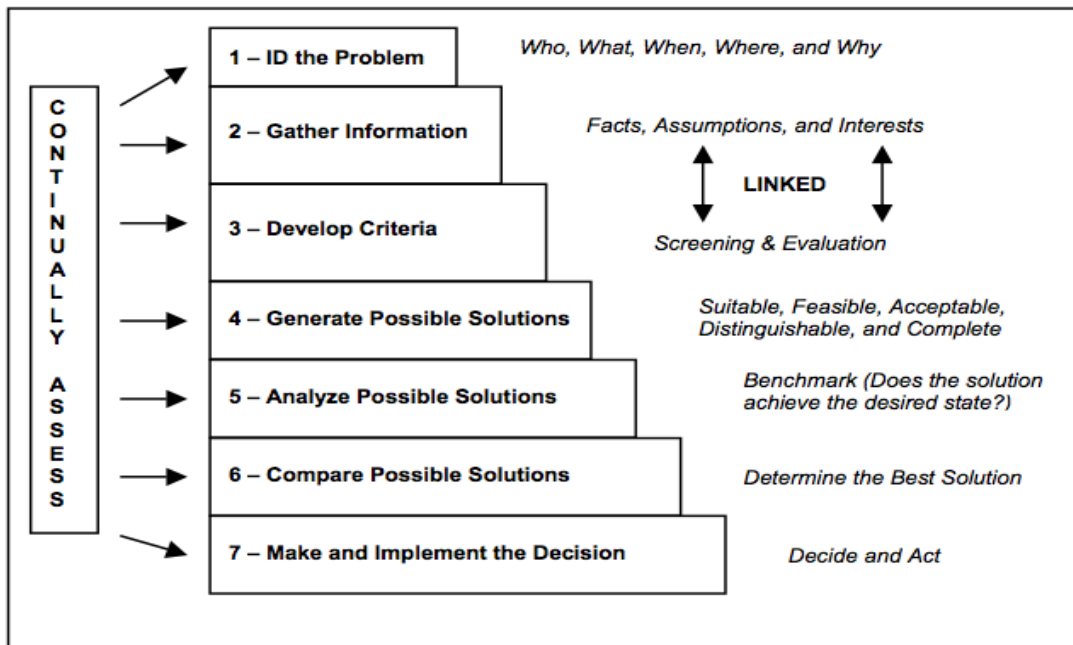 CONTINUALLY ASSESS
1 – ID the Problem
Who, What, When, Where, and Why
2 – Gather Information
Facts, Assumptions, and Interests
LINKED
3 – Develop Criteria
Screening & Evaluation
4 – Generate Possible Solutions
Suitable, Feasible, Acceptable,
Distinguishable, and Complete
5 – Analyze Possible Solutions
Benchmark (Does the solution
achieve the desired state?)
6 – Compare Possible Solutions
Determine the Best Solution
7 – Make and Implement the Decision
Decide and Act